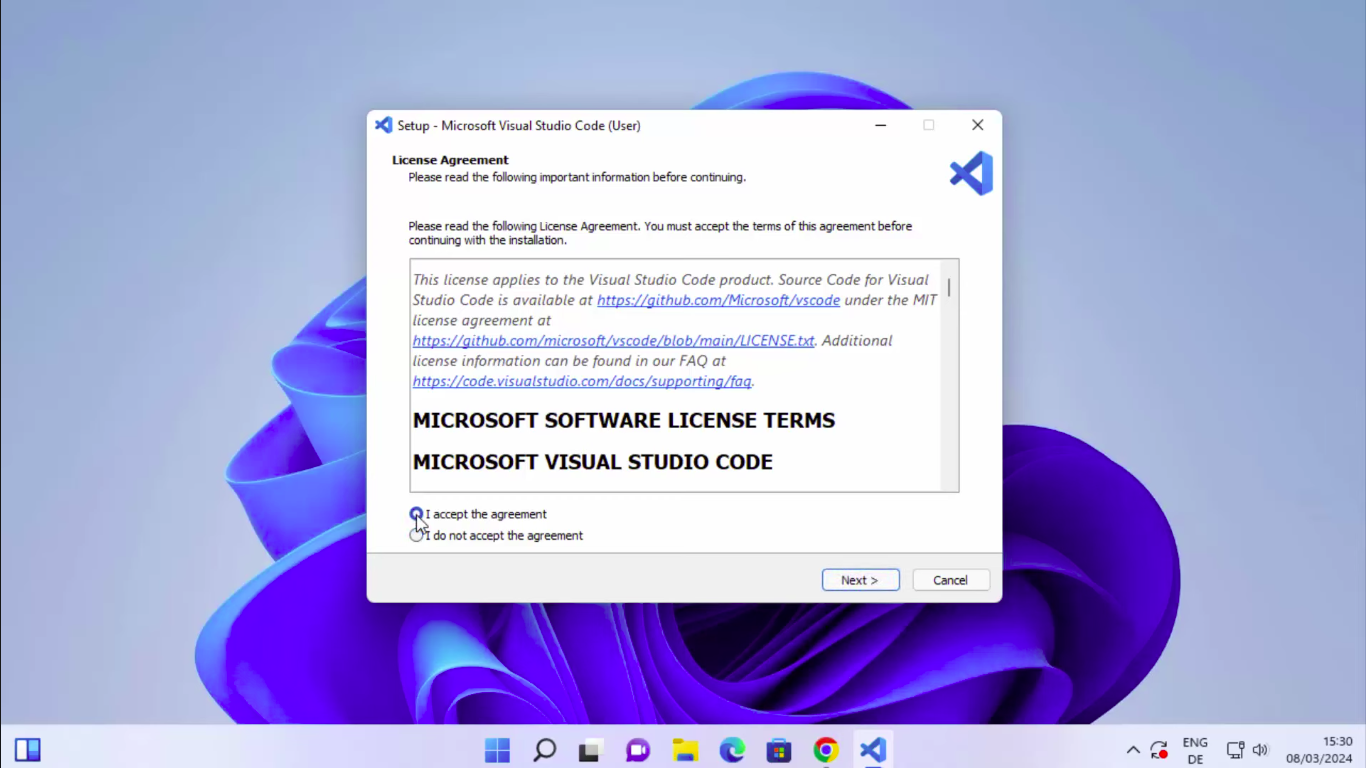 Setup - Microsoft Visual Studio Code (User)
License Agreement
Please read the following important information before continuing.
Please read the following License Agreement. You must accept the terms of this agreement before
continuing with the installation.
This license applies to the Visual Studio Code product. Source Code for Visual
Studio Code is available at https://github.com/Microsoft/vscode under the MIT
license agreement at
https://github.com/microsoft/vscode/blob/main/LICENSE.txt. Additional
license information can be found in our FAQ at
https://code.visualstudio.com/docs/supporting/faq.
MICROSOFT SOFTWARE LICENSE TERMS
MICROSOFT VISUAL STUDIO CODE
I accept the agreement
I do not accept the agreement
Next >
Cancel
ENG
DE
15:30
08/03/2024